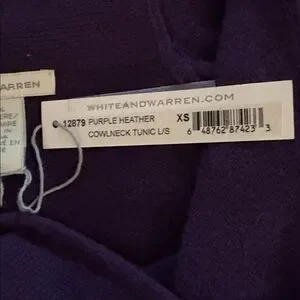 WARREN
WHITEANDWARREN.COM
12879 PURPLE HEATHER XS
COWLNECK TUNIC L/S 6 48762 87423 3